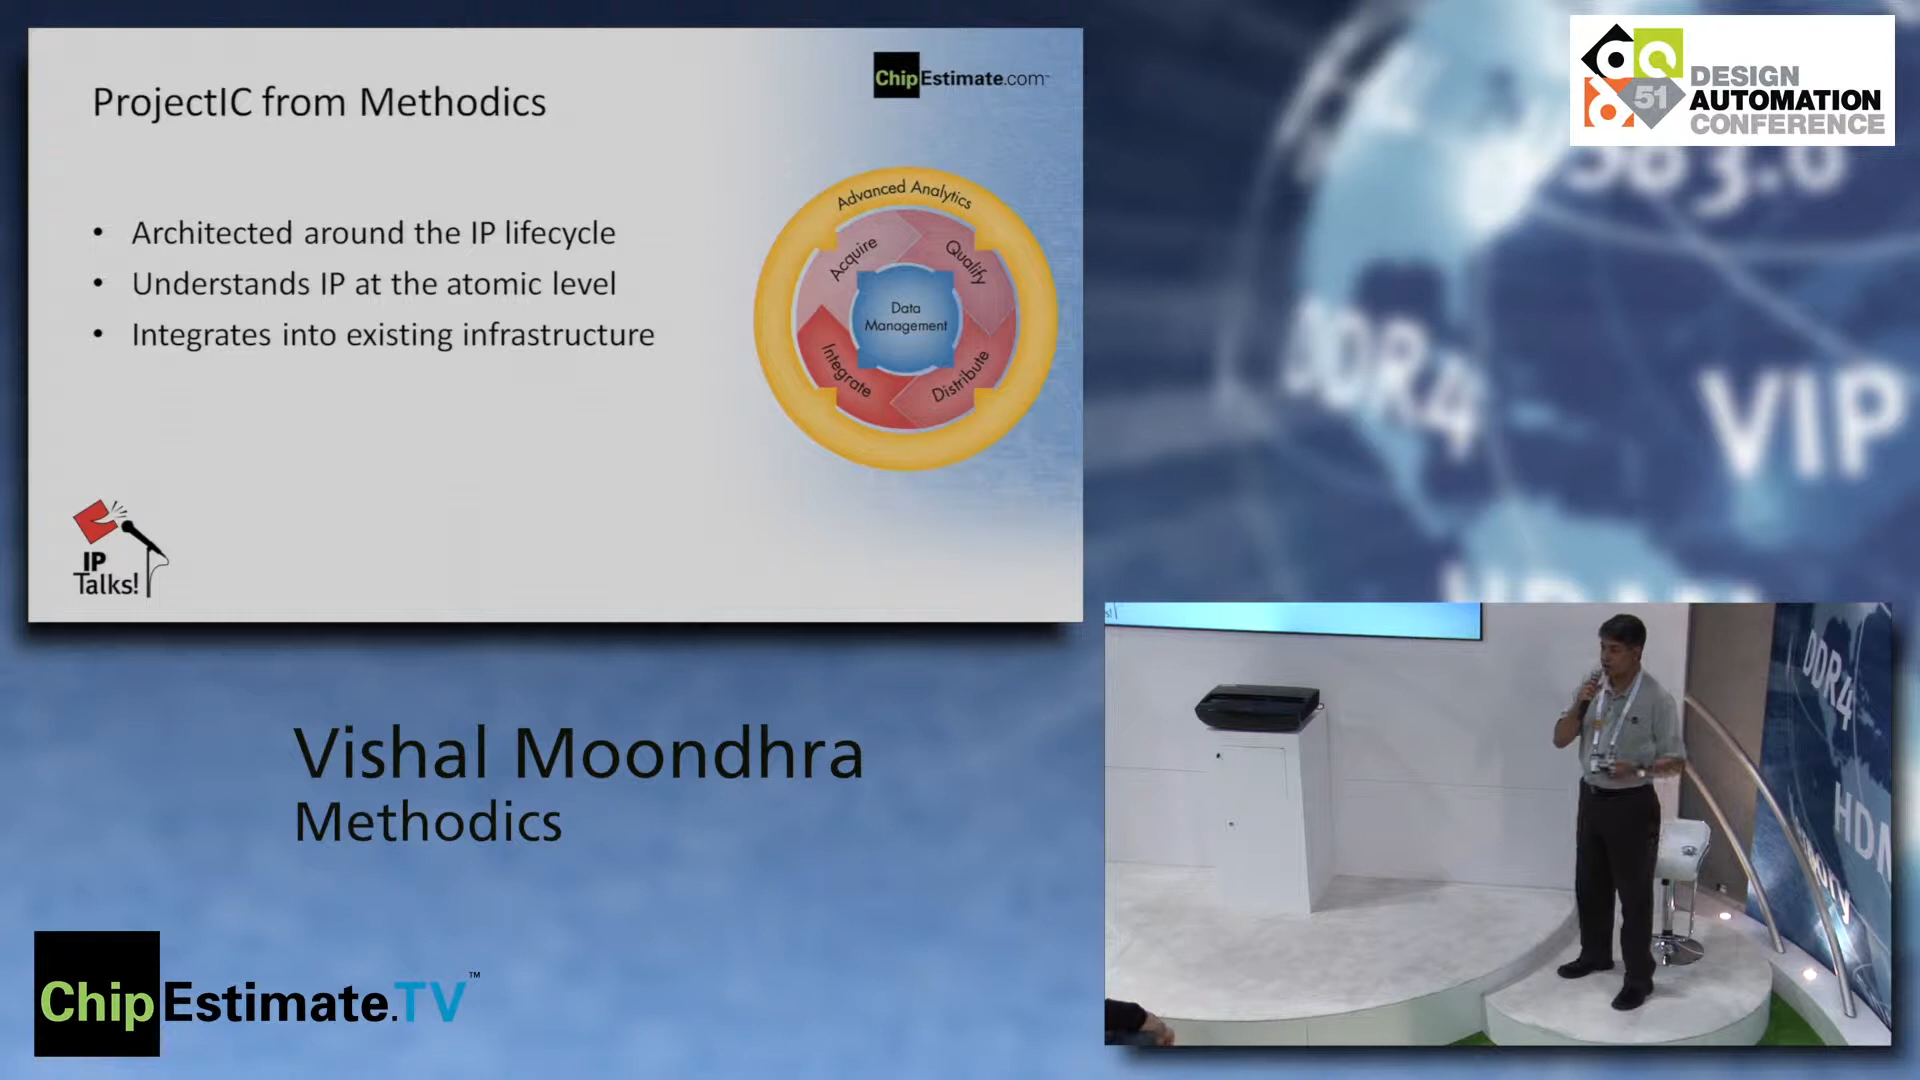 ProjectIC from Methodics
ChipEstimate.com
• Architected around the IP lifecycle
• Understands IP at the atomic level
• Integrates into existing infrastructure
Advanced Analytics
Acquire
Qualify
Data
Management
Integrate
Distribute
IP
Talks!
51
DESIGN
AUTOMATION
CONFERENCE
DDR4
VIP
Vishal Moondhra
Methodics
ChipEstimate.TV™
DDR4